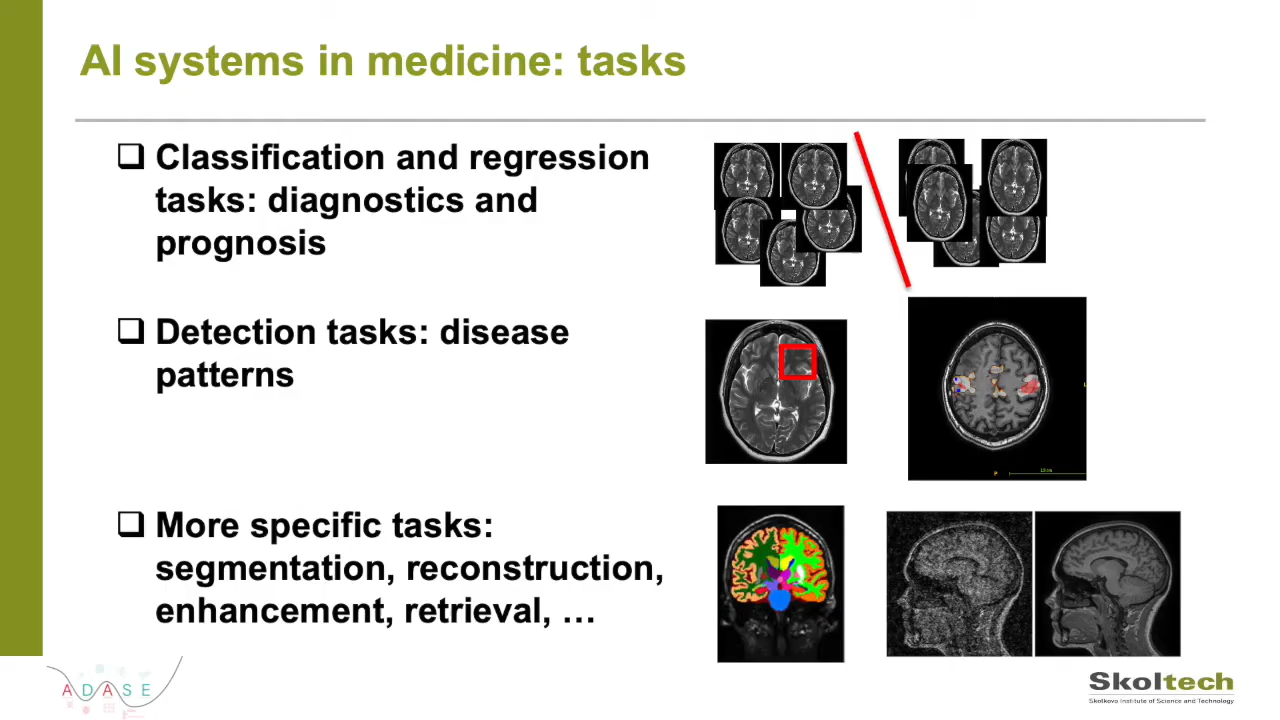 AI systems in medicine: tasks
Classification and regression
tasks: diagnostics and
prognosis
Detection tasks: disease
patterns
More specific tasks:
segmentation, reconstruction,
enhancement, retrieval, …
ADASE
Skoltech
Skolkovo Institute of Science and Technology